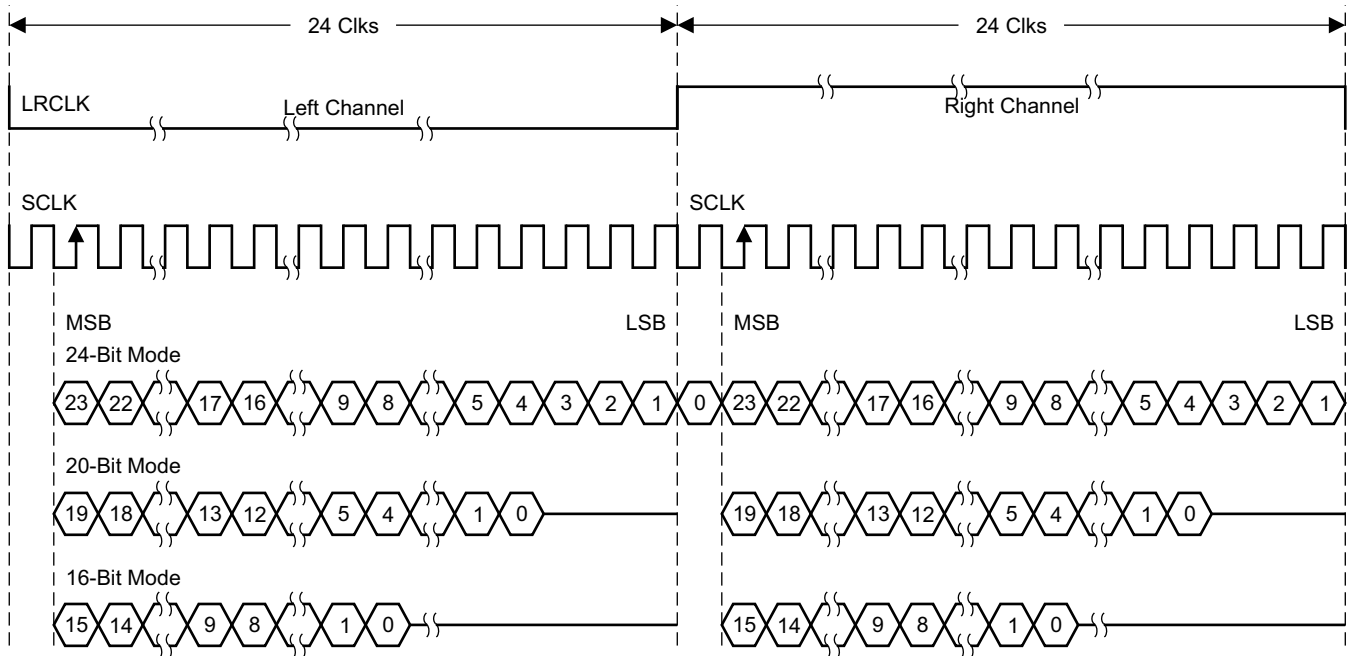 24 Clks 24 Clks
LRCLK Left Channel Right Channel
SCLK SCLK
MSB LSB MSB LSB
24-Bit Mode
23 22 17 16 9 8 5 4 3 2 1 0 23 22 17 16 9 8 5 4 3 2 1
20-Bit Mode
19 18 13 12 5 4 1 0 19 18 13 12 5 4 1 0
16-Bit Mode
15 14 9 8 1 0 15 14 9 8 1 0